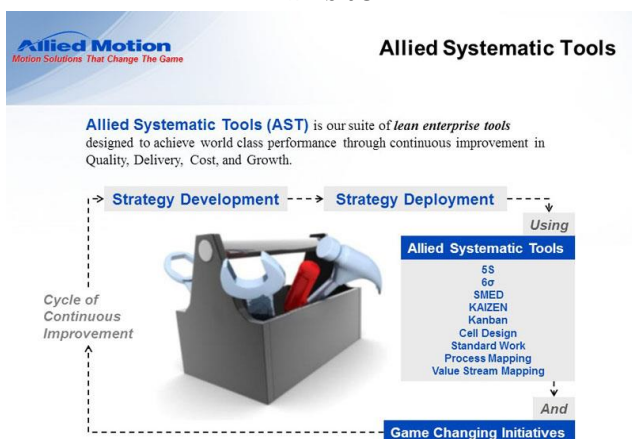 Allied Motion
Motion Solutions That Change The Game
Allied Systematic Tools
Allied Systematic Tools (AST) is our suite of lean enterprise tools
designed to achieve world class performance through continuous improvement in
Quality, Delivery, Cost, and Growth.
Strategy Development
Strategy Deployment
Using
Allied Systematic Tools
5S
6σ
SMED
KAIZEN
Kanban
Cell Design
Standard Work
Process Mapping
Value Stream Mapping
Cycle of
Continuous
Improvement
And
Game Changing Initiatives